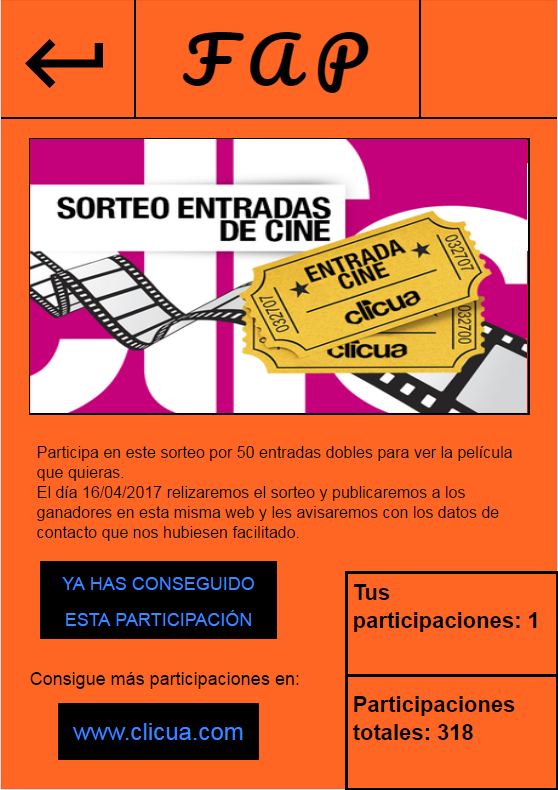 FAP
SORTEO ENTRADAS
DE CINE
ENTRADA
CINE
clicua
032707
032707
clicua
032700
Participa en este sorteo por 50 entradas dobles para ver la película
que quieras.
El día 16/04/2017 relizaremos el sorteo y publicaremos a los
ganadores en esta misma web y les avisaremos con los datos de
contacto que nos hubiesen facilitado.
YA HAS CONSEGUIDO
ESTA PARTICIPACIÓN
Tus
participaciones: 1
Consigue más participaciones en:
www.clicua.com
Participaciones
totales: 318